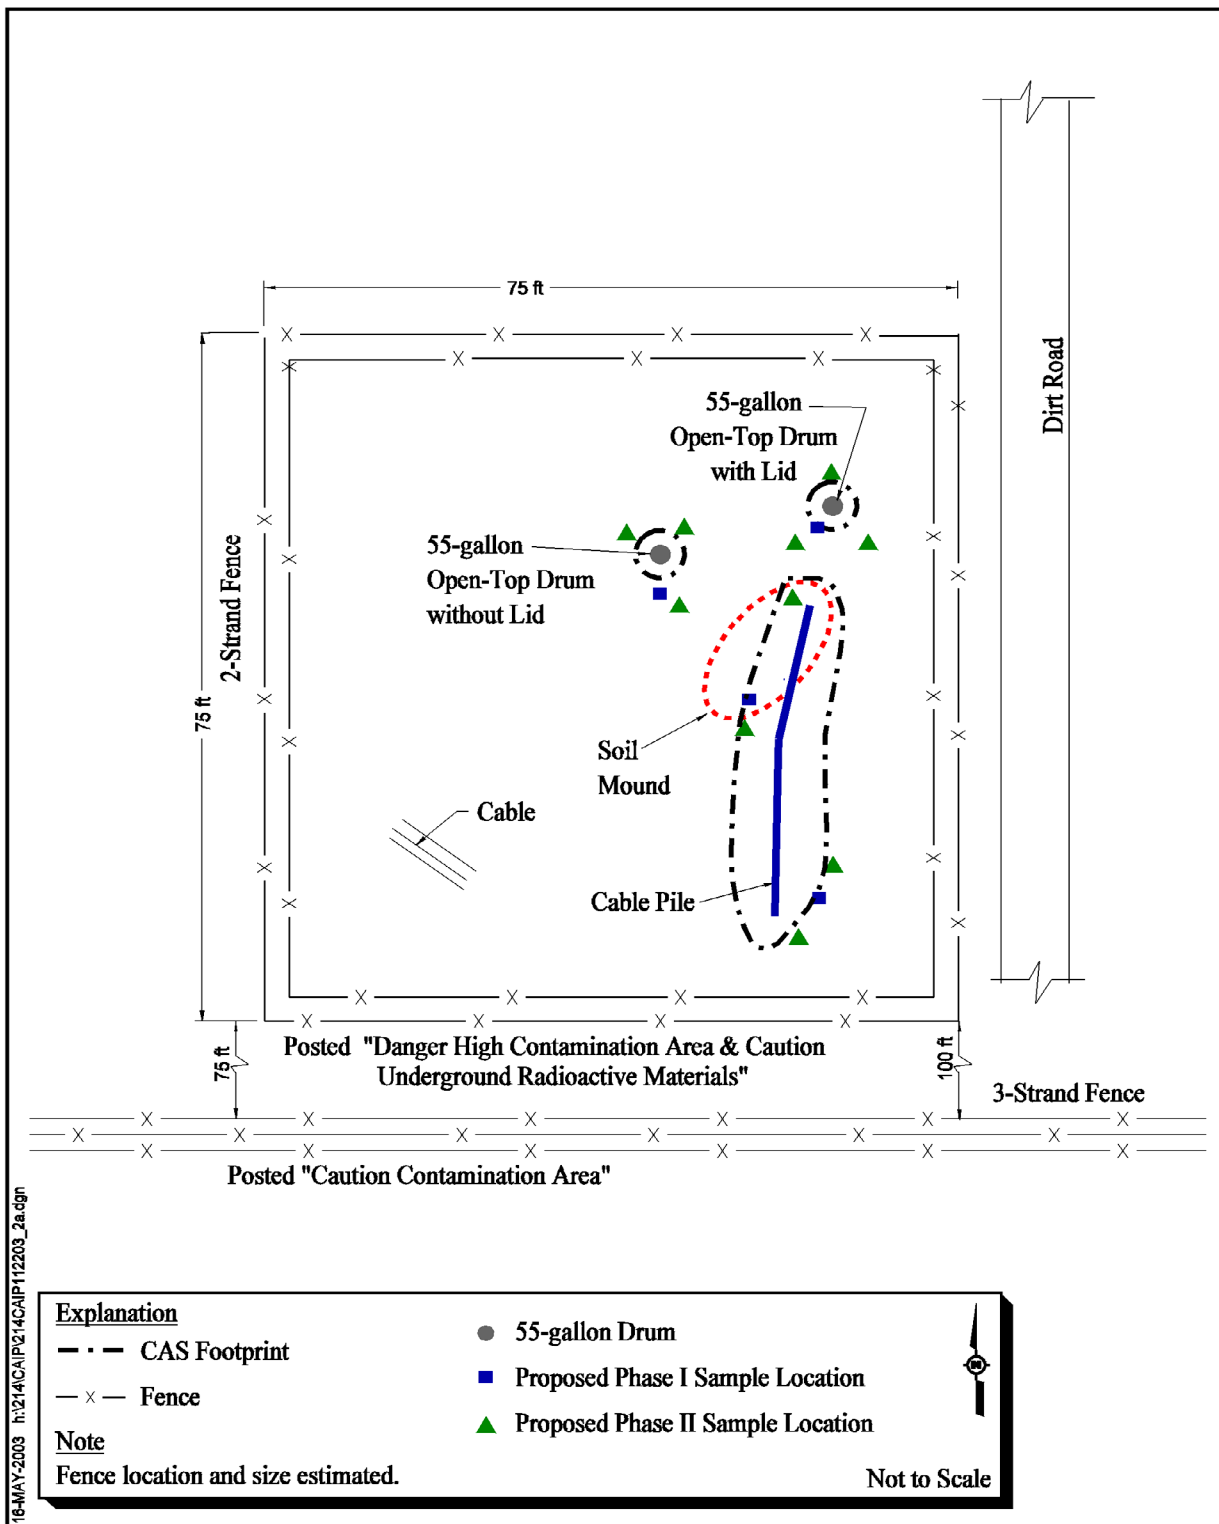 75 ft
55-gallon
Open-Top Drum
with Lid
Dirt Road
55-gallon
Open-Top Drum
without Lid
2-Strand Fence
75 ft
Soil
Mound
Cable
Cable Pile
Posted "Danger High Contamination Area & Caution
Underground Radioactive Materials"
75 ft
100 ft
3-Strand Fence
Posted "Caution Contamination Area"
16-MAY-2003 h:\214\CAIP\214CAIP112203_2a.dgn
Explanation
CAS Footprint
X Fence
Note
Fence location and size estimated.
55-gallon Drum
Proposed Phase I Sample Location
Proposed Phase II Sample Location
N
Not to Scale